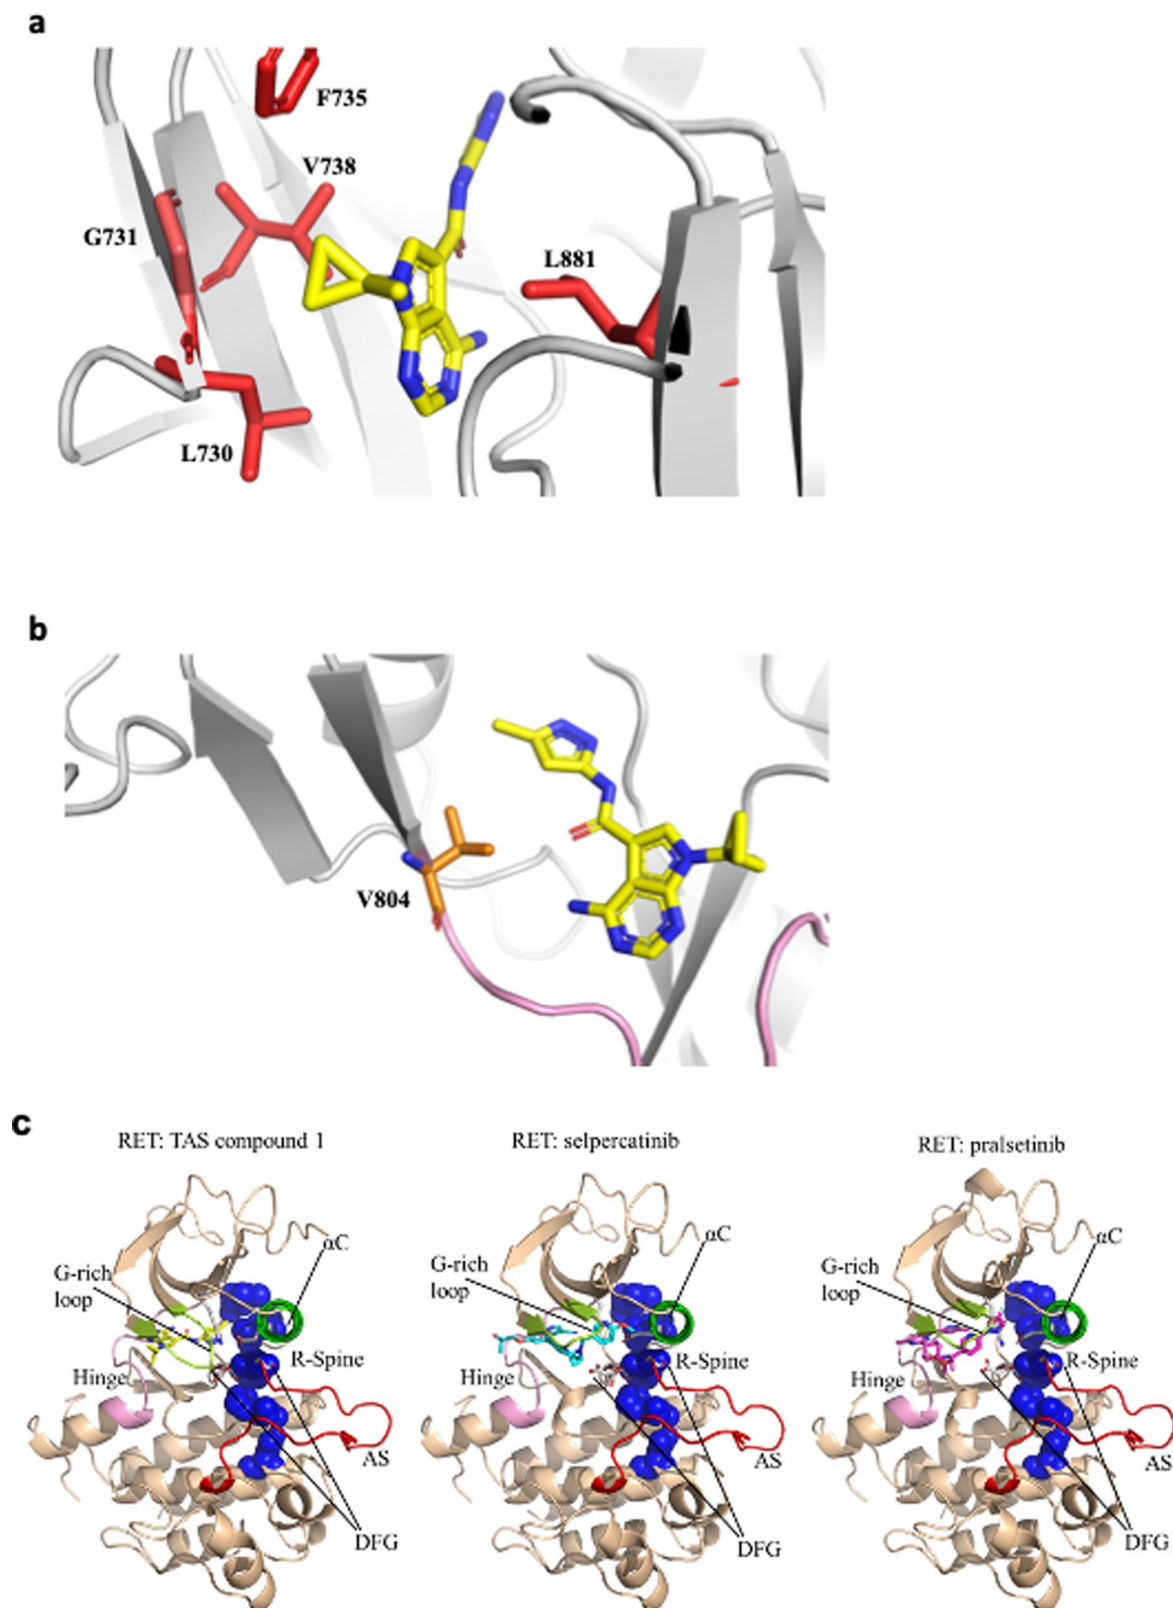 a
F735
V738
G731
L881
L730
b
V804
c
RET: TAS compound 1
RET: selpercatinib
RET: pralsetinib
αC
G-rich
loop
R-Spine
Hinge
AS
DFG
αC
G-rich
loop
R-Spine
Hinge
AS
DFG
αC
G-rich
loop
R-Spine
Hinge
AS
DFG